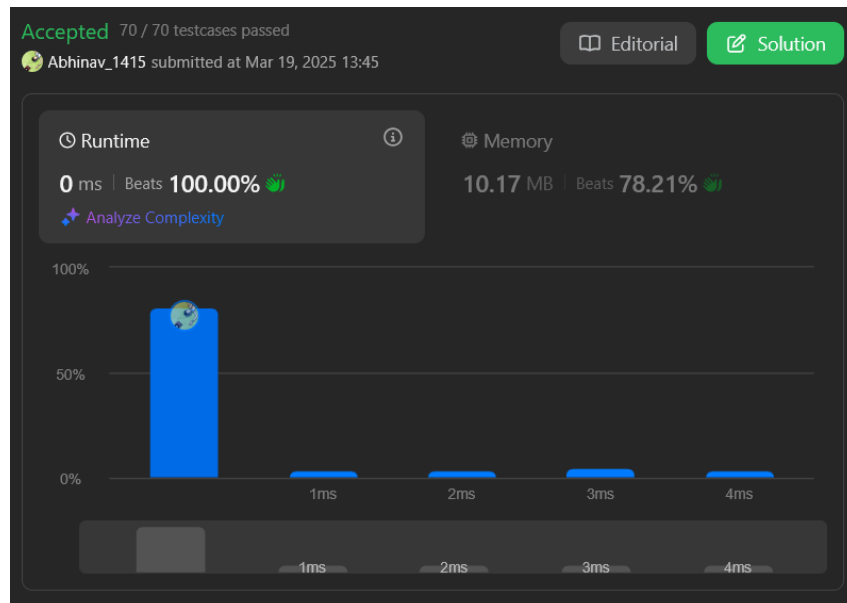 Accepted 70 / 70 testcases passed
Editorial
Solution
Abhinav_1415 submitted at Mar 19, 2025 13:45
Runtime
0 ms Beats 100.00%
Analyze Complexity
Memory
10.17 MB Beats 78.21%
100%
50%
0%
1ms 2ms 3ms 4ms
1ms 2ms 3ms 4ms